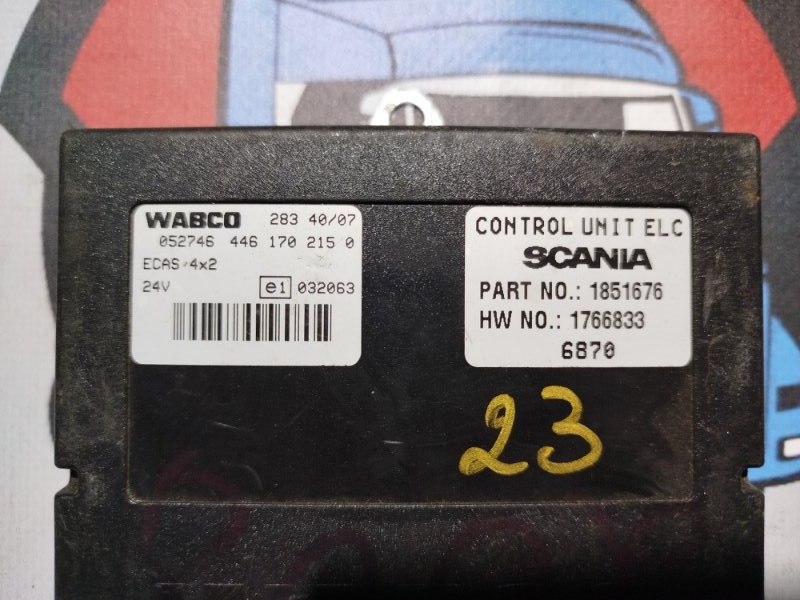 WABCO 283 40/07
052746 446 170 215 0
ECAS 4x2
24V e1 032063
CONTROL UNIT ELC
SCANIA
PART NO.: 1851676
HW NO.: 1766833
6870
23